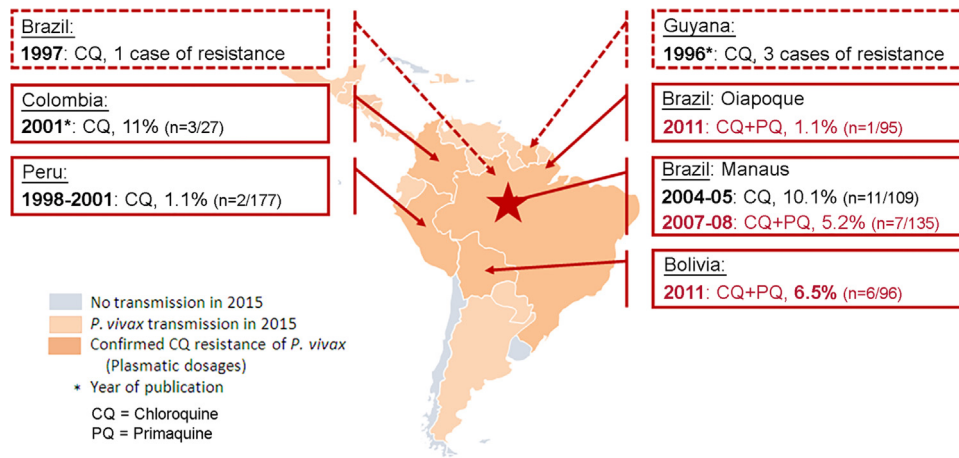 Brazil:
1997: CQ, 1 case of resistance
Colombia:
2001*: CQ, 11% (n=3/27)
Peru:
1998-2001: CQ, 1.1% (n=2/177)
Guyana:
1996*: CQ, 3 cases of resistance
Brazil: Oiapoque
2011: CQ+PQ, 1.1% (n=1/95)
Brazil: Manaus
2004-05: CQ, 10.1% (n=11/109)
2007-08: CQ+PQ, 5.2% (n=7/135)
Bolivia:
2011: CQ+PQ, 6.5% (n=6/96)
No transmission in 2015
P. vivax transmission in 2015
Confirmed CQ resistance of P. vivax
(Plasmatic dosages)
* Year of publication
CQ = Chloroquine
PQ = Primaquine